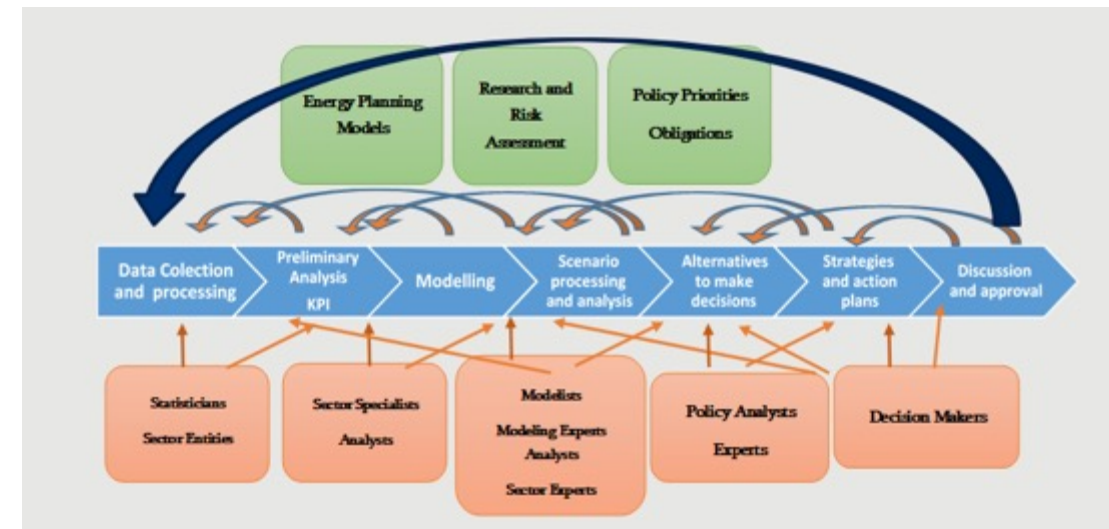 Energy Planning
Models
Research and
Risk
Assessment
Policy Priorities
Obligations
Data Colection
and processing
Preliminary
Analysis
KPI
Modelling
Scenario
processing
and analysis
Alternatives
to make
decisions
Strategies
and action
plans
Discussion
and approval
Statisticians
Sector Entities
Sector Specialists
Analysts
Modelists
Modeling Experts
Analysts
Sector Experts
Policy Analysts
Experts
Decision Makers